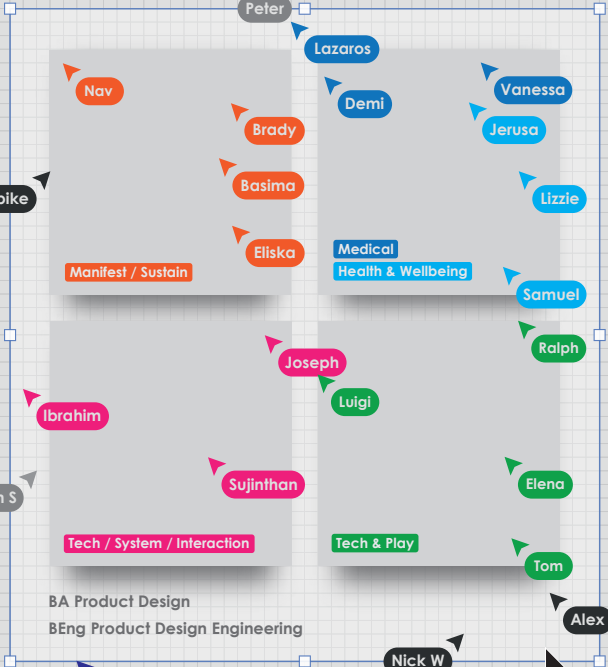 Peter
Lazaros
Nav
Demi
Vanessa
Brady
Jerusa
Basima
Lizzie
Eliska
Medical
Manifest / Sustain
Health & Wellbeing
Samuel
Joseph
Ralph
Ibrahim
Luigi
Sujinthan
Elena
Tech / System / Interaction
Tech & Play
Tom
BA Product Design
Alex
BEng Product Design Engineering
Nick W